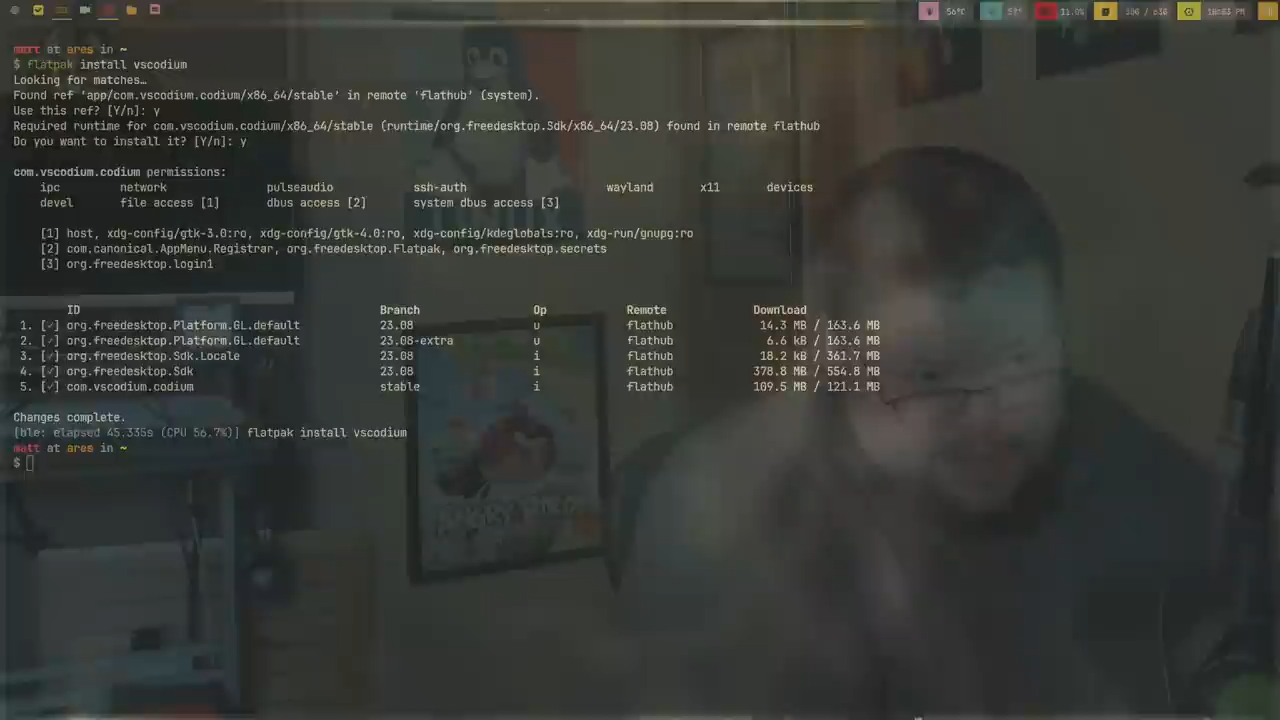 56°C 11.0% 18:53 PM
matt at ares in ~
$ flatpak install vscodium
Looking for matches…
Found ref 'app/com.vscodium.codium/x86_64/stable' in remote 'flathub' (system).
Use this ref? [Y/n]: y
Required runtime for com.vscodium.codium/x86_64/stable (runtime/org.freedesktop.Sdk/x86_64/23.08) found in remote flathub
Do you want to install it? [Y/n]: y
com.vscodium.codium permissions:
ipc network pulseaudio ssh-auth wayland x11 devices
devel file access [1] dbus access [2] system dbus access [3]
[1] host, xdg-config/gtk-3.0:ro, xdg-config/gtk-4.0:ro, xdg-config/kdeglobals:ro, xdg-run/gnupg:ro
[2] com.canonical.AppMenu.Registrar, org.freedesktop.Flatpak, org.freedesktop.secrets
[3] org.freedesktop.login1
ID Branch Op Remote Download
1. [✓] org.freedesktop.Platform.GL.default 23.08 u flathub 14.3 MB / 163.6 MB
2. [✓] org.freedesktop.Platform.GL.default 23.08-extra u flathub 6.6 kB / 163.6 MB
3. [✓] org.freedesktop.Sdk.Locale 23.08 i flathub 18.2 kB / 361.7 MB
4. [✓] org.freedesktop.Sdk 23.08 i flathub 378.8 MB / 554.8 MB
5. [✓] com.vscodium.codium stable i flathub 109.5 MB / 121.1 MB
Changes complete.
[ble: elapsed 45.335s (CPU 56.7%)] flatpak install vscodium
matt at ares in ~
$